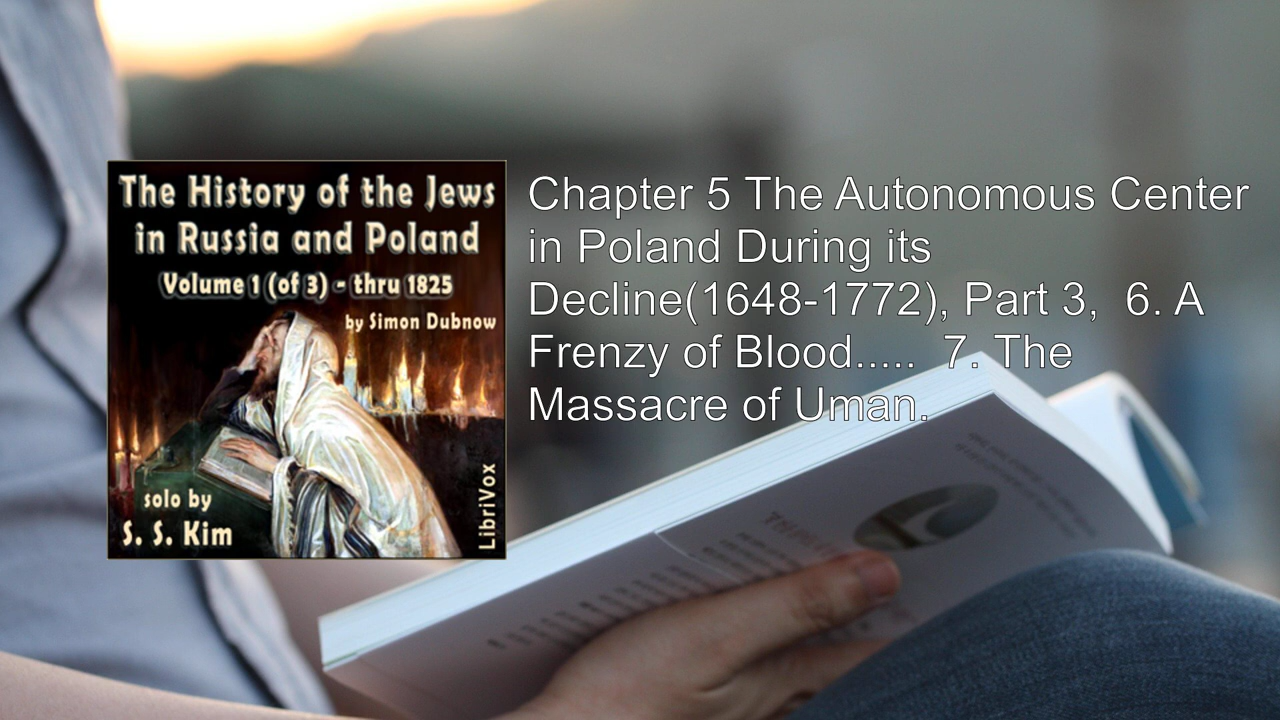 The History of the Jews
in Russia and Poland
Volume 1 (of 3) - thru 1825
by Simon Dubnow
solo by
S. S. Kim
LibriVox
Chapter 5 The Autonomous Center
in Poland During its
Decline(1648-1772), Part 3,  6. A
Frenzy of Blood.....  7. The
Massacre of Uman.